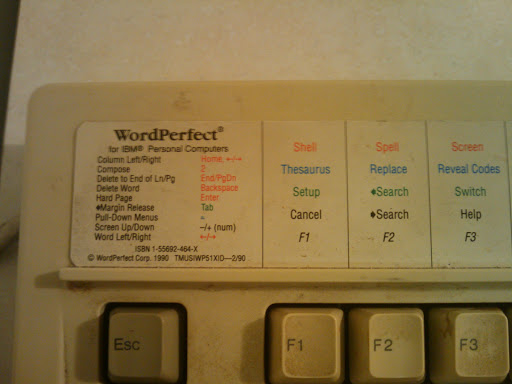 WordPerfect®
for IBM® Personal Computers
Column Left/Right Home, ←/→
Compose 2
Delete to End of Ln/Pg End/PgDn
Delete Word Backspace
Hard Page Enter
♦Margin Release Tab
Pull-Down Menus =
Screen Up/Down –/+ (num)
Word Left/Right ←/→
ISBN 1-55692-464-X
© WordPerfect Corp. 1990 TMUSIWP51XID—2/90
Shell Spell Screen
Thesaurus Replace Reveal Codes
Setup ♦Search Switch
Cancel ♦Search Help
F1 F2 F3
Esc F1 F2 F3